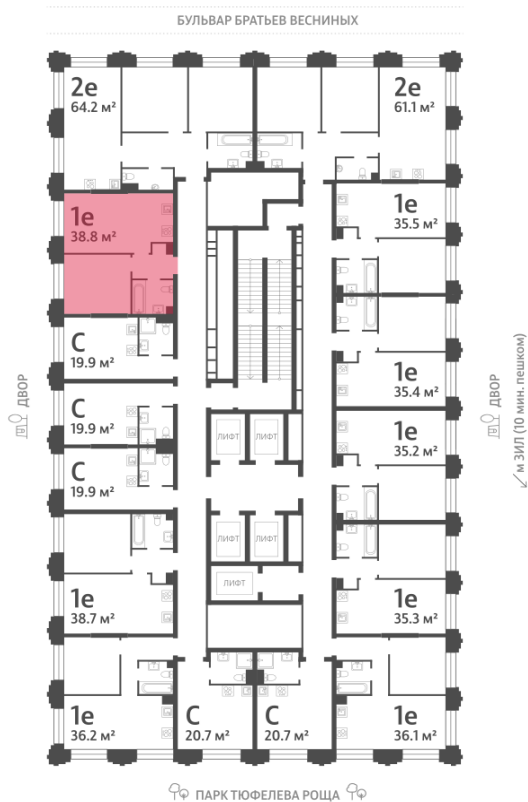 БУЛЬВАР БРАТЬЕВ ВЕСНИНЫХ
2е
64.2 м²
2е
61.1 м²
1е
38.8 м²
1е
35.5 м²
С
19.9 м²
1е
35.4 м²
С
19.9 м²
1е
35.2 м²
С
19.9 м²
ЛИФТ
ЛИФТ
ЛИФТ
ЛИФТ
ЛИФТ
1е
38.7 м²
1е
35.3 м²
1е
36.2 м²
С
20.7 м²
С
20.7 м²
1е
36.1 м²
ДВОР
ДВОР
м ЗИЛ (10 мин. пешком)
ПАРК ТЮФЕЛЕВА РОЩА